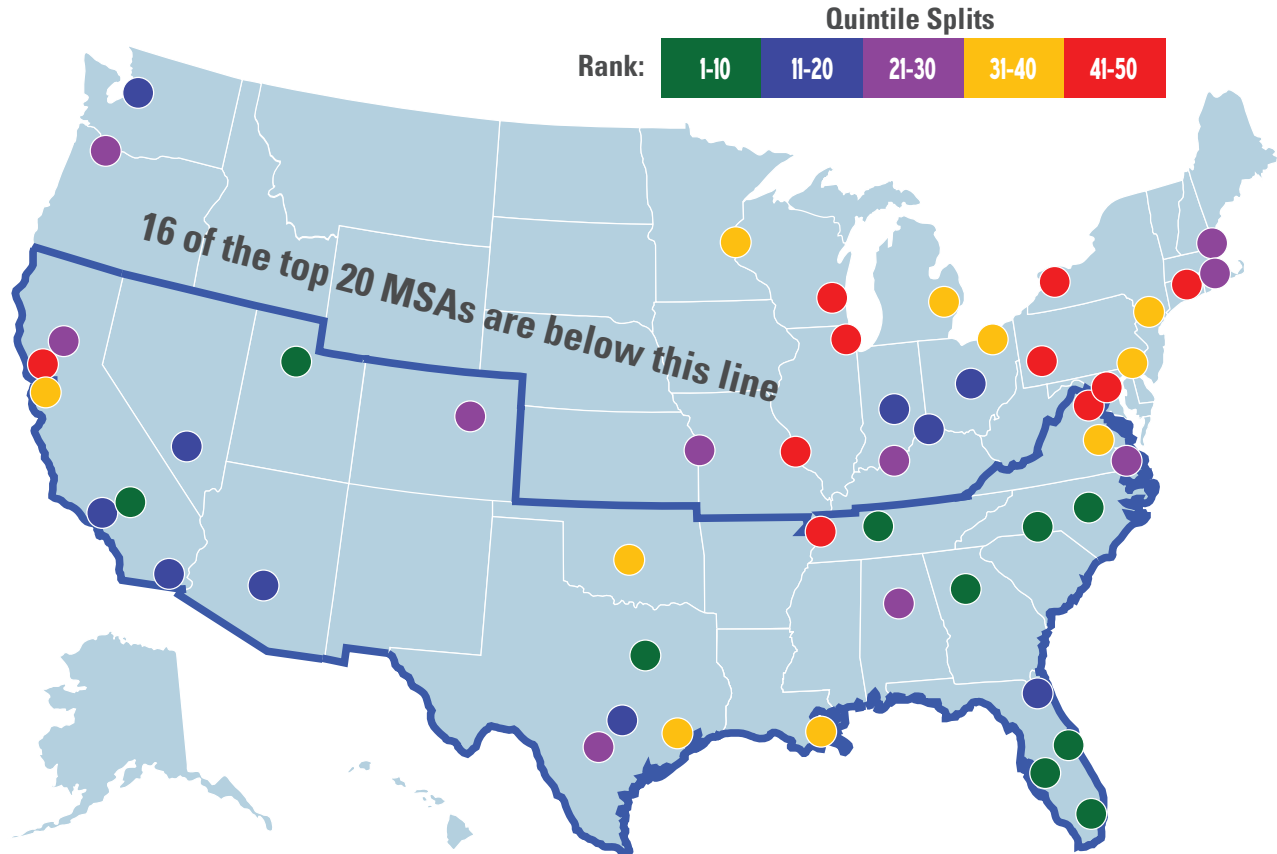 Quintile Splits
Rank: 1-10 11-20 21-30 31-40 41-50
16 of the top 20 MSAs are below this line